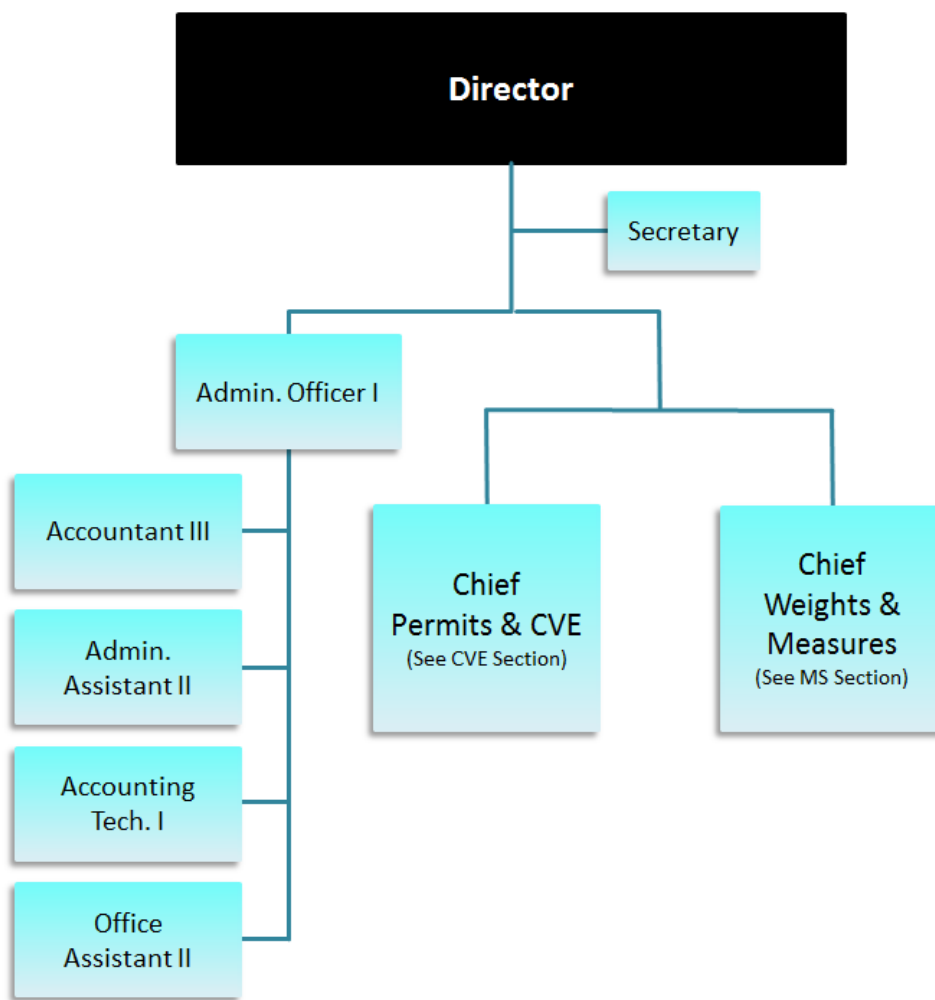 Director
Secretary
Admin. Officer I
Accountant III
Admin.
Assistant II
Accounting
Tech. I
Office
Assistant II
Chief
Permits & CVE
(See CVE Section)
Chief
Weights &
Measures
(See MS Section)